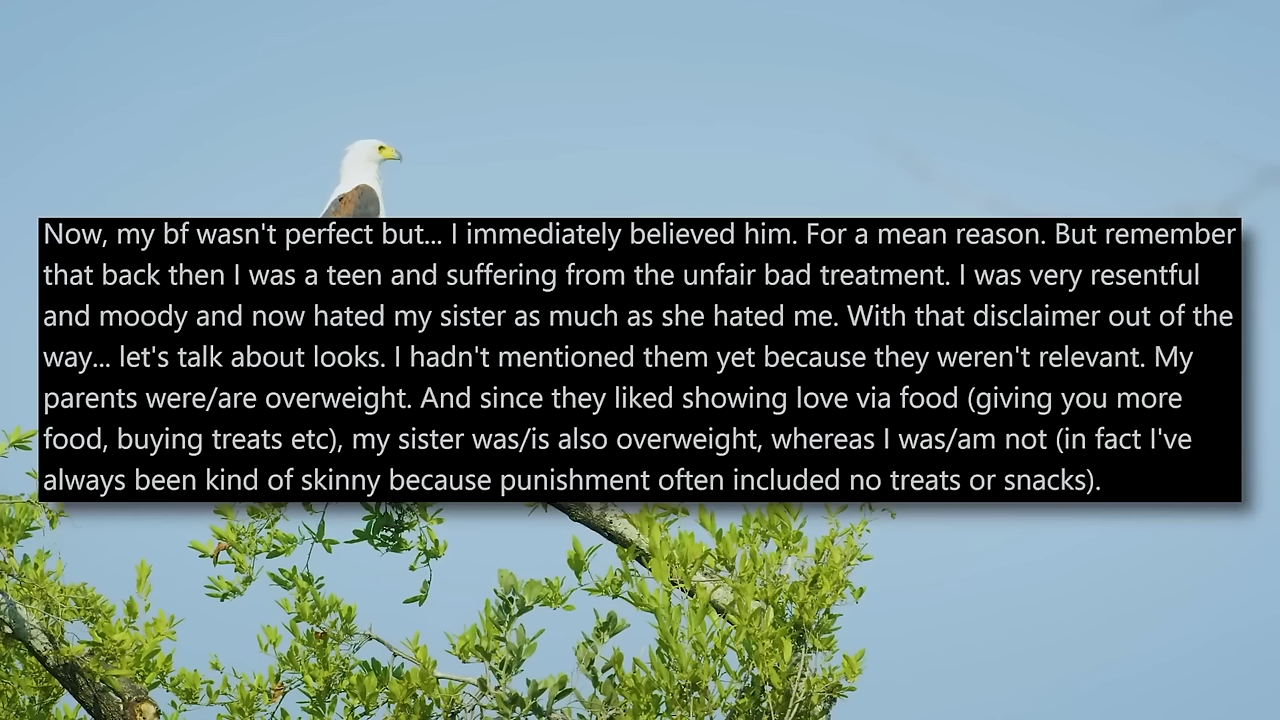 Now, my bf wasn't perfect but... I immediately believed him. For a mean reason. But remember
that back then I was a teen and suffering from the unfair bad treatment. I was very resentful
and moody and now hated my sister as much as she hated me. With that disclaimer out of the
way... let's talk about looks. I hadn't mentioned them yet because they weren't relevant. My
parents were/are overweight. And since they liked showing love via food (giving you more
food, buying treats etc), my sister was/is also overweight, whereas I was/am not (in fact I've
always been kind of skinny because punishment often included no treats or snacks).